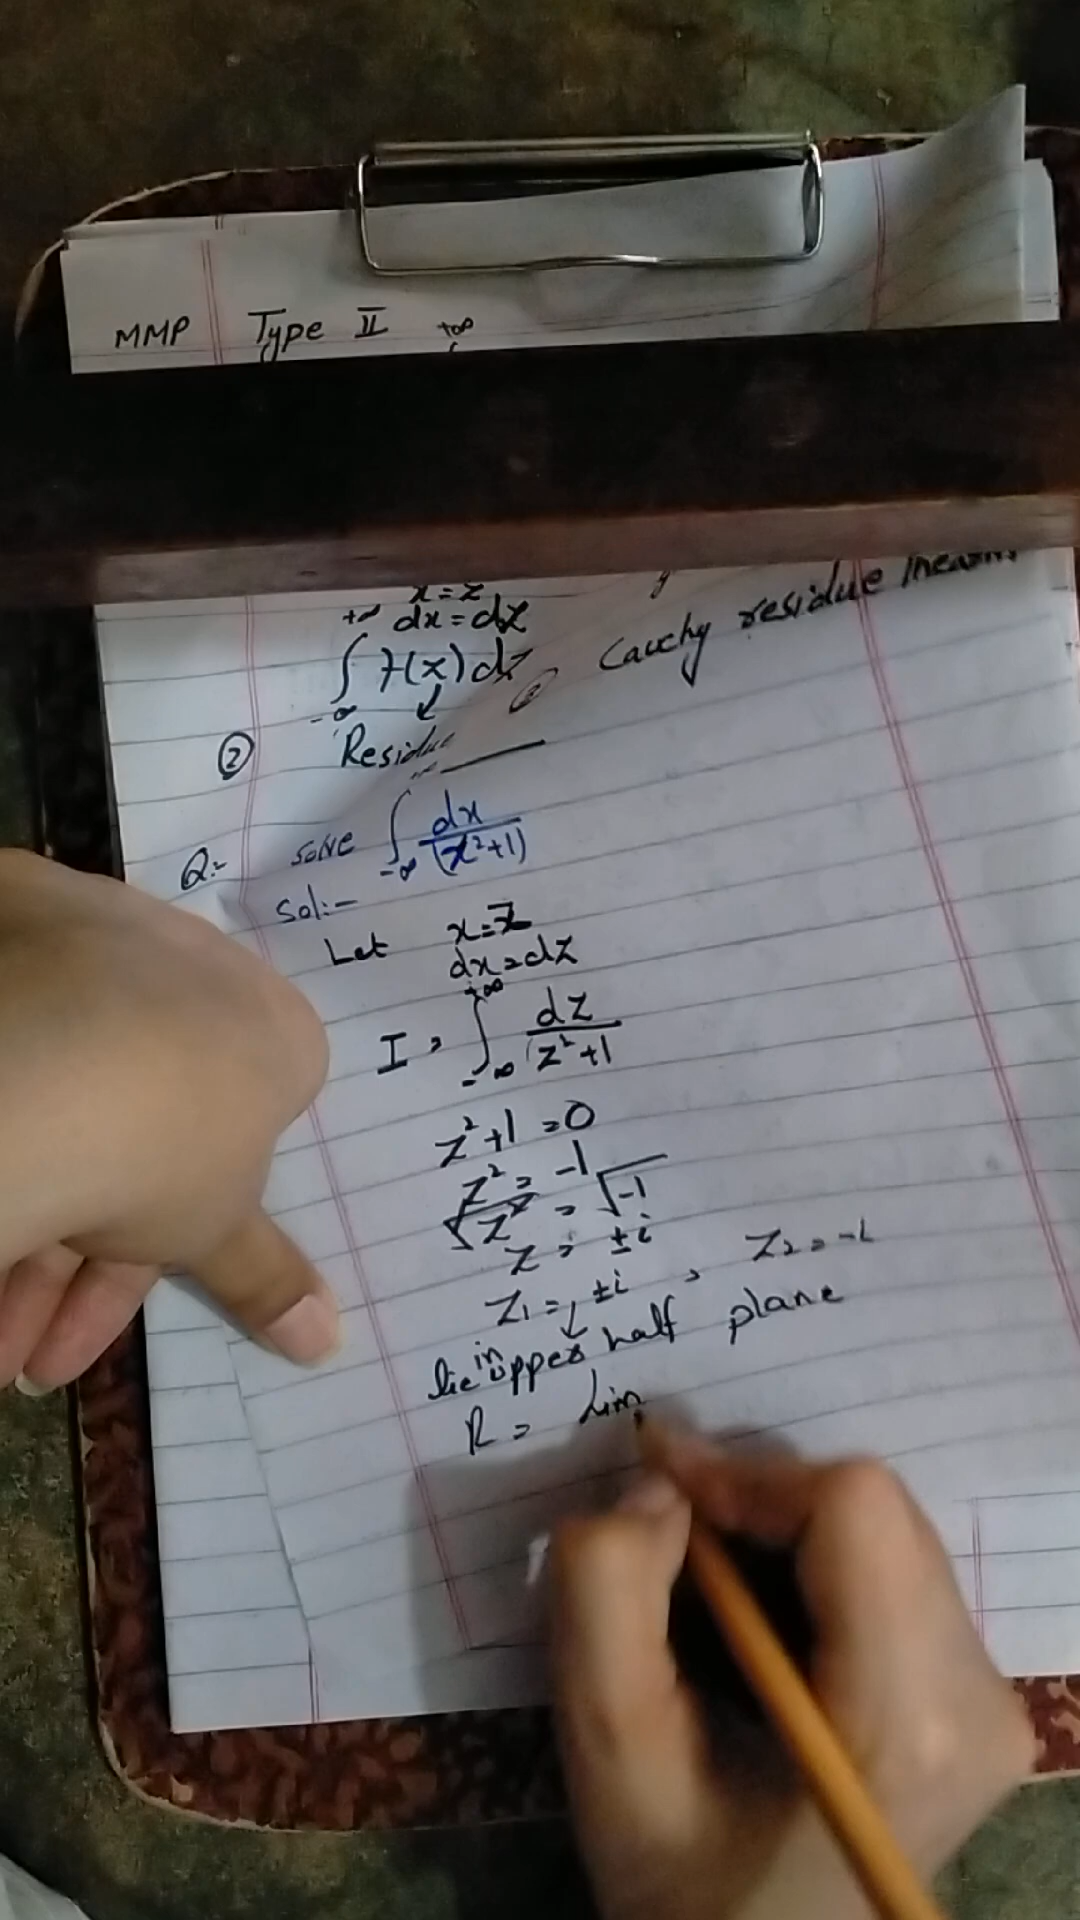 MMP Type II +∞
x=z
+∞ dx=dz
∫ f(x)dz Cauchy residue
-∞
② Residue
Q:- solve ∫ dx/(x²+1)
-∞
Sol:-
Let x=z
dx=dz
+∞
I = ∫ dz/z²+1
-∞
z²+1 =0
z² = -1
√z² = √-1
z = ±i
z₁ = ±i , z₂ = -i
↓
lie in upper half plane
R = Lim